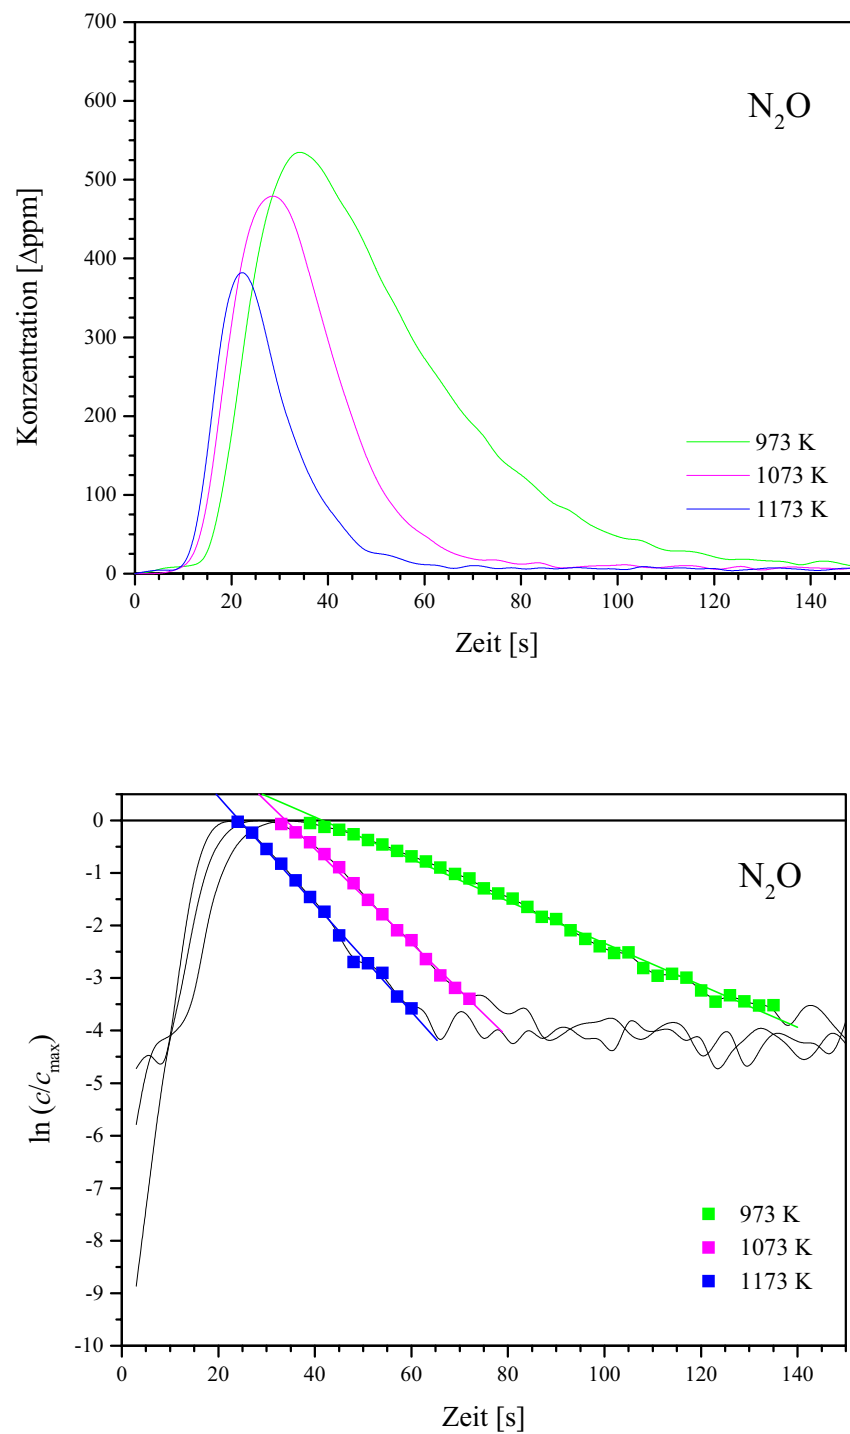 700
600
500
400
300
200
100
0
Konzentration [Δppm]
N₂O
973 K
1073 K
1173 K
0 20 40 60 80 100 120 140
Zeit [s]
0
-1
-2
-3
-4
-5
-6
-7
-8
-9
-10
ln (c/cₘₐₓ)
N₂O
973 K
1073 K
1173 K
0 20 40 60 80 100 120 140
Zeit [s]